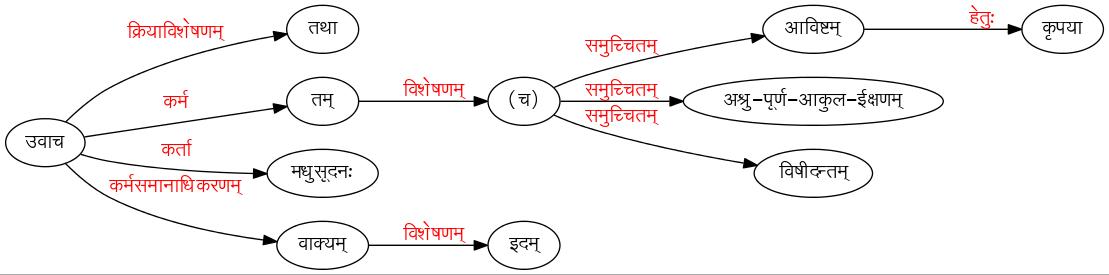 क्रियाविशेषणम्
तथा
समुच्चितम्
आविष्टम्
हेतुः
कृपया
कर्म
तम्
विशेषणम्
(च)
समुच्चितम्
अश्रु-पूर्ण-आकुल-ईक्षणम्
समुच्चितम्
उवाच
कर्ता
मधुसूदनः
विषीदन्तम्
कर्मसमानाधिकरणम्
वाक्यम्
विशेषणम्
इदम्